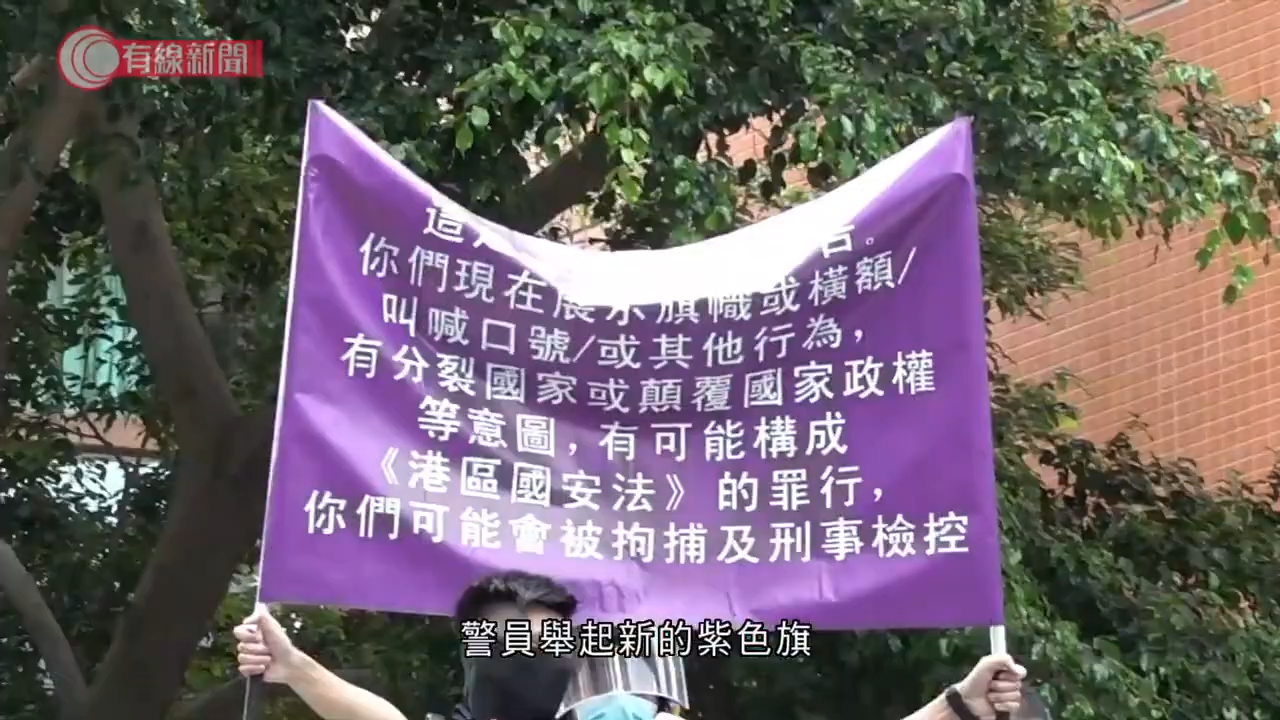 有線新聞
這
告。
你們現在展示旗幟或橫額/
叫喊口號/或其他行為,
有分裂國家或顛覆國家政權
等意圖,有可能構成
《港區國安法》的罪行,
你們可能會被拘捕及刑事檢控
警員舉起新的紫色旗